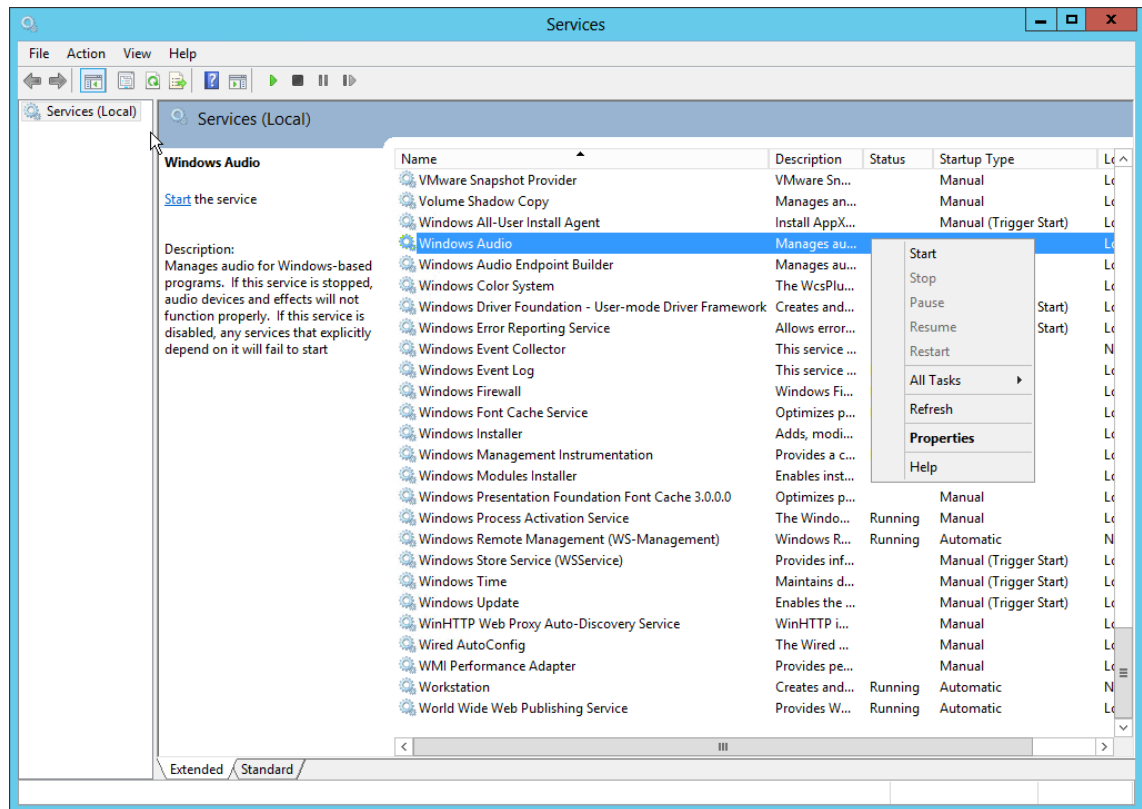 Services
File Action View Help
Services (Local)
Services (Local)
Windows Audio
Start the service
Description:
Manages audio for Windows-based
programs. If this service is stopped,
audio devices and effects will not
function properly. If this service is
disabled, any services that explicitly
depend on it will fail to start
Name Description Status Startup Type
VMware Snapshot Provider VMware Sn... Manual
Volume Shadow Copy Manages an... Manual
Windows All-User Install Agent Install AppX... Manual (Trigger Start)
Windows Audio Manages au...
Windows Audio Endpoint Builder Manages au...
Windows Color System The WcsPlu...
Windows Driver Foundation - User-mode Driver Framework Creates and... Start)
Windows Error Reporting Service Allows error... Start)
Windows Event Collector This service ...
Windows Event Log This service ...
Windows Firewall Windows Fi...
Windows Font Cache Service Optimizes p...
Windows Installer Adds, modi...
Windows Management Instrumentation Provides a c...
Windows Modules Installer Enables inst...
Windows Presentation Foundation Font Cache 3.0.0.0 Optimizes p... Manual
Windows Process Activation Service The Windo... Running Manual
Windows Remote Management (WS-Management) Windows R... Running Automatic
Windows Store Service (WSService) Provides inf... Manual (Trigger Start)
Windows Time Maintains d... Manual (Trigger Start)
Windows Update Enables the ... Manual (Trigger Start)
WinHTTP Web Proxy Auto-Discovery Service WinHTTP i... Manual
Wired AutoConfig The Wired ... Manual
WMI Performance Adapter Provides pe... Manual
Workstation Creates and... Running Automatic
World Wide Web Publishing Service Provides W... Running Automatic
Start
Stop
Pause
Resume
Restart
All Tasks
Refresh
Properties
Help
Extended Standard